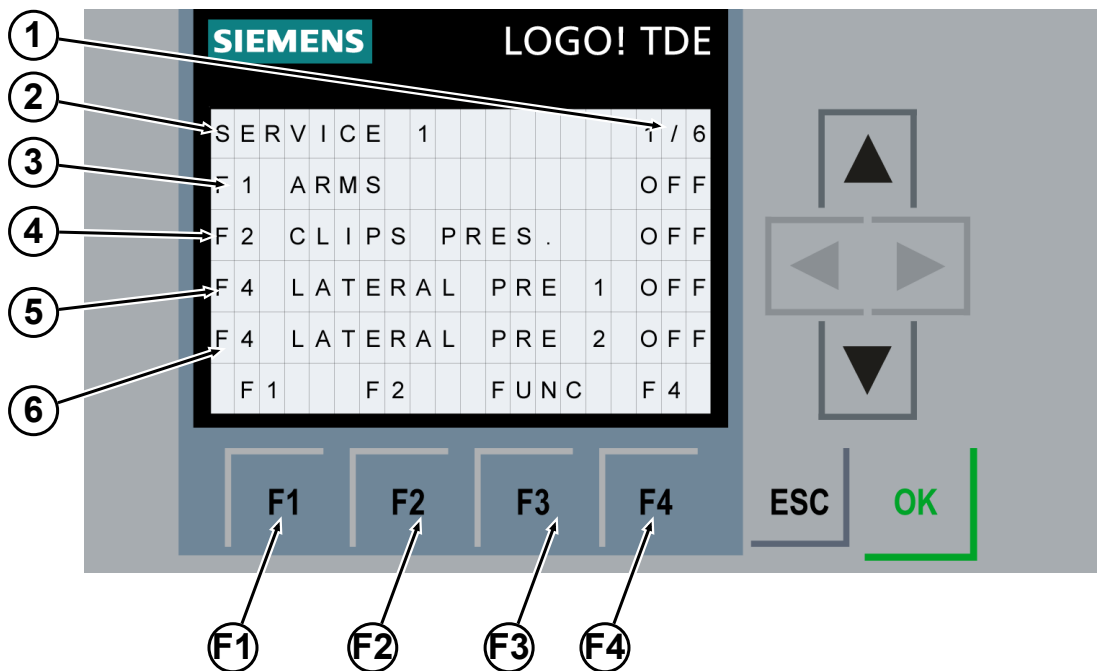 1
SIEMENS LOGO! TDE
2
SERVICE 1 1/6
3
F1 ARMS OFF
4
F2 CLIPS PRES. OFF
5
F4 LATERAL PRE 1 OFF
F4 LATERAL PRE 2 OFF
6
F1 F2 FUNC F4
F1 F2 F3 F4 ESC OK
F1 F2 F3 F4